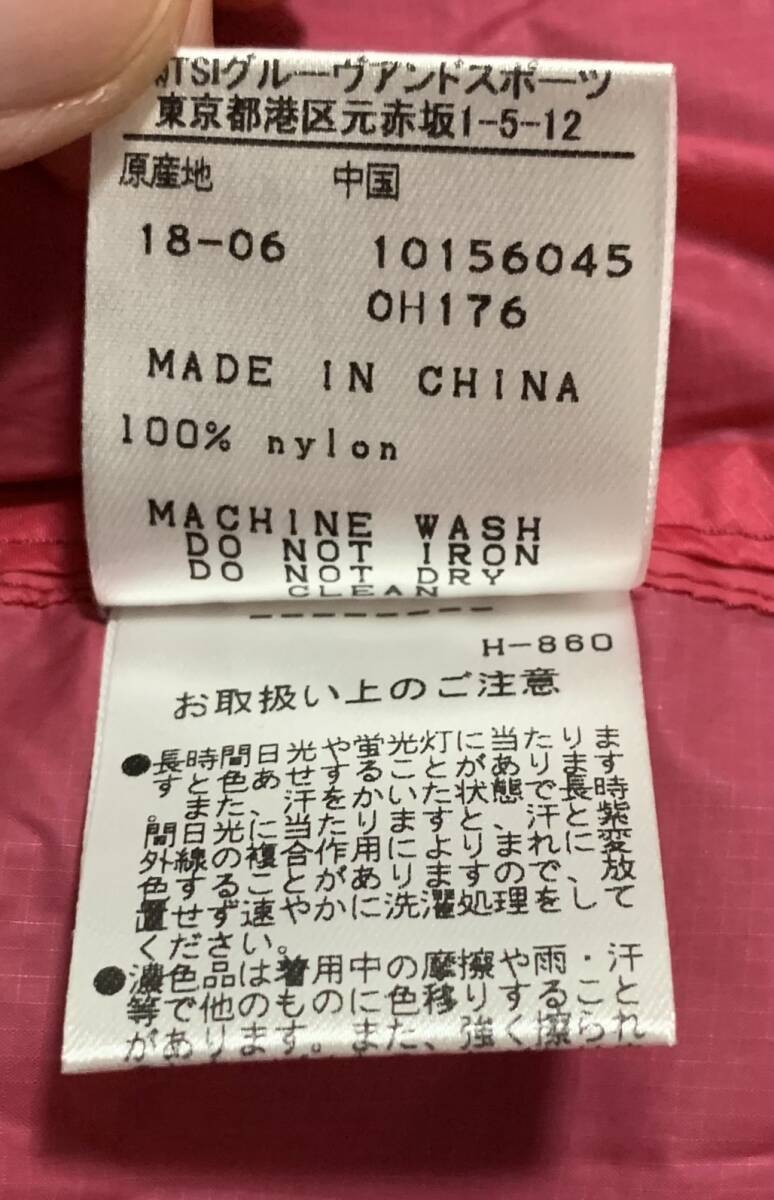 TSIグルーヴアンドスポーツ
東京都港区元赤坂1-5-12
原産地 中国
18-06 10156045
0H176
MADE IN CHINA
100% nylon
MACHINE WASH
DO NOT IRON
DO NOT DRY
CLEAN
H-860
お取扱い上のご注意
●長時間日光や蛍光灯に当たりま
すと色あせすることがあります
。また、汗をかいた状態で長時
間日光に当たりますと、汗と紫
外線の複合作用によりまれに変
色することがありますので、放
置せず速やかに洗濯処理をして
ください。
●濃色品は着用中の摩擦や雨・汗
等で他のものに色移りすること
があります。また、強く擦られ